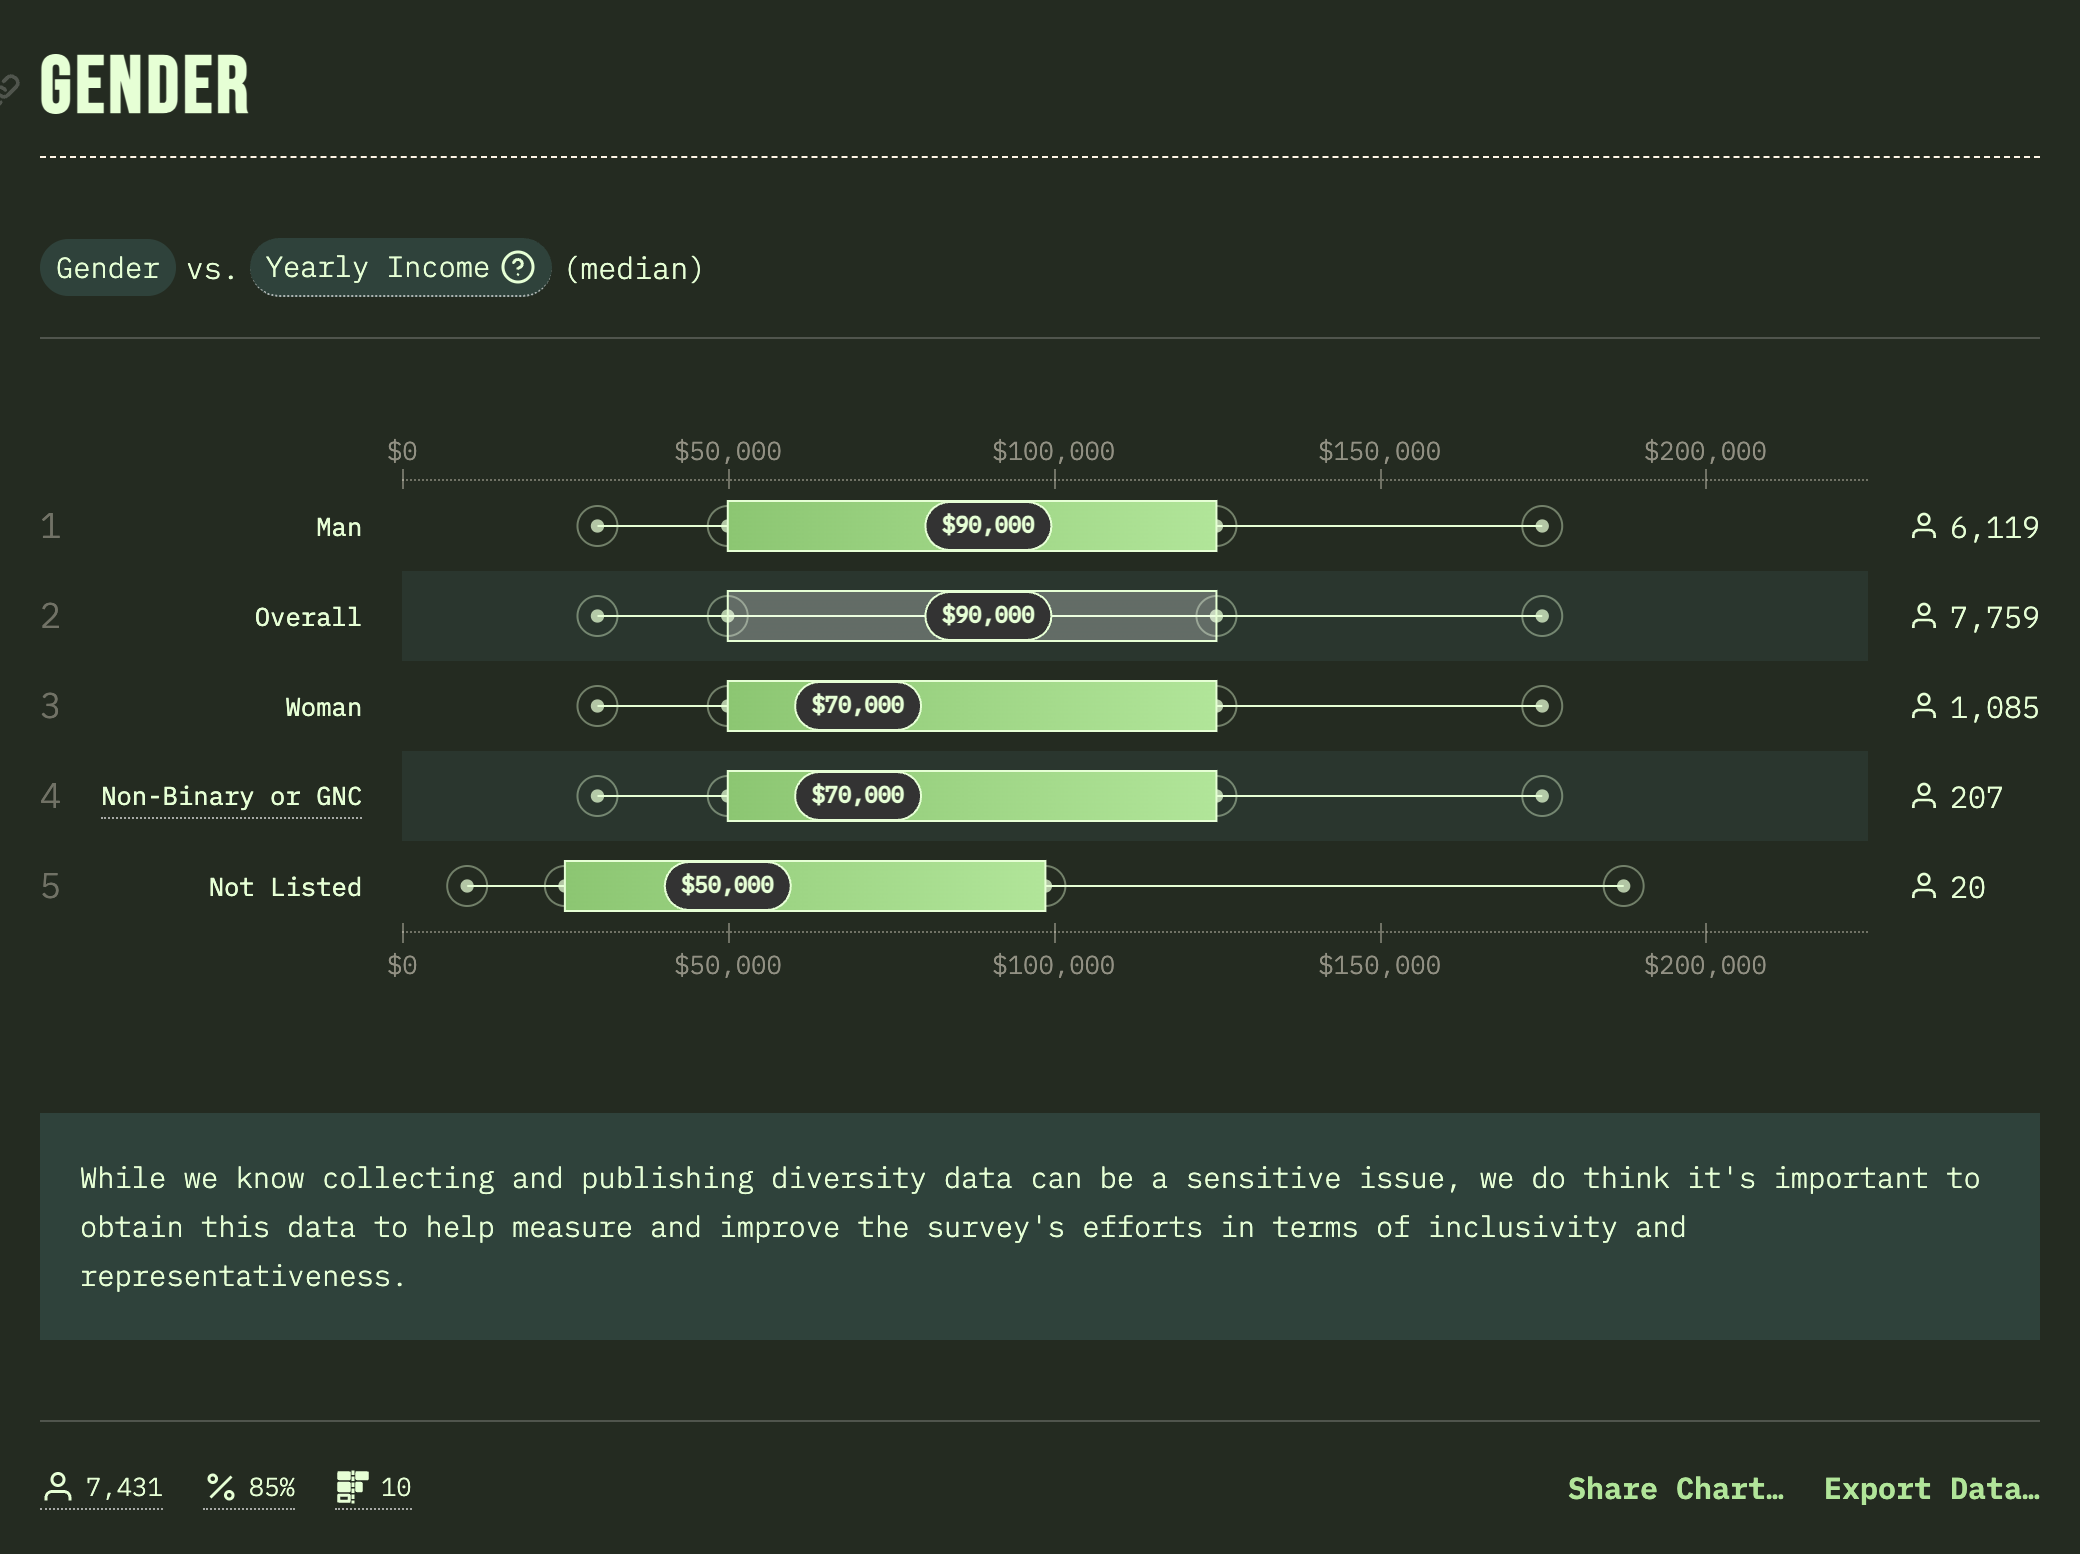 GENDER
Gender vs. Yearly Income (median)
$0 $50,000 $100,000 $150,000 $200,000
1 Man $90,000 6,119
2 Overall $90,000 7,759
3 Woman $70,000 1,085
4 Non-Binary or GNC $70,000 207
5 Not Listed $50,000 20
$0 $50,000 $100,000 $150,000 $200,000
While we know collecting and publishing diversity data can be a sensitive issue, we do think it's important to
obtain this data to help measure and improve the survey's efforts in terms of inclusivity and
representativeness.
7,431 85% 10 Share Chart… Export Data…